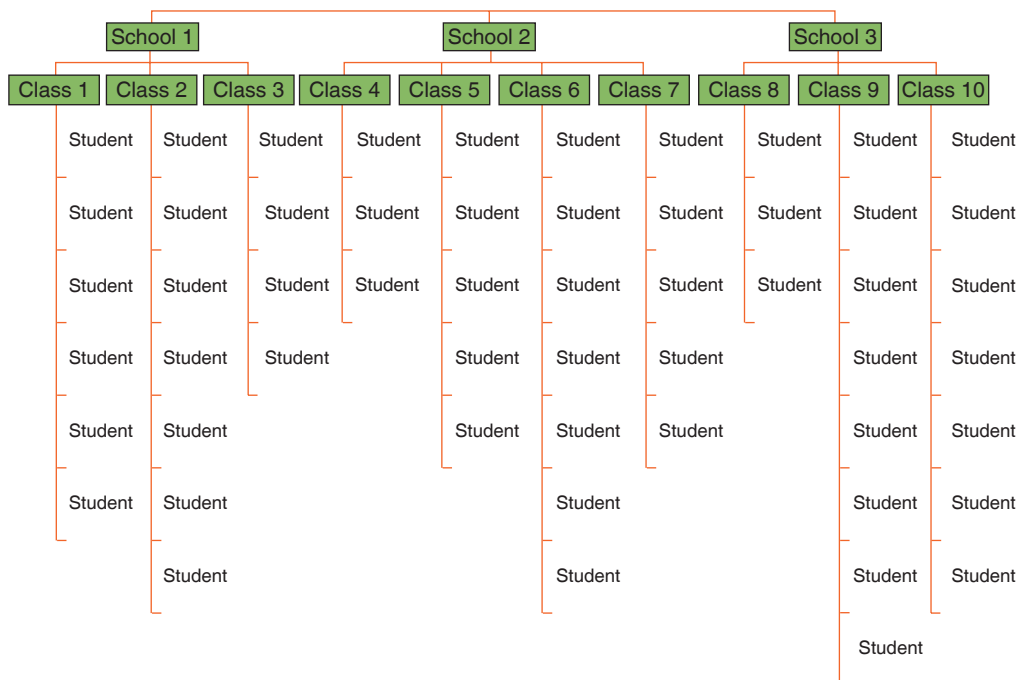 School 1 School 2 School 3
Class 1 Class 2 Class 3 Class 4 Class 5 Class 6 Class 7 Class 8 Class 9 Class 10
Student Student Student Student Student Student Student Student Student Student
Student Student Student Student Student Student Student Student Student Student
Student Student Student Student Student Student Student Student Student Student
Student Student Student Student Student Student Student Student
Student Student Student Student Student Student Student
Student Student Student Student Student
Student Student Student Student
Student